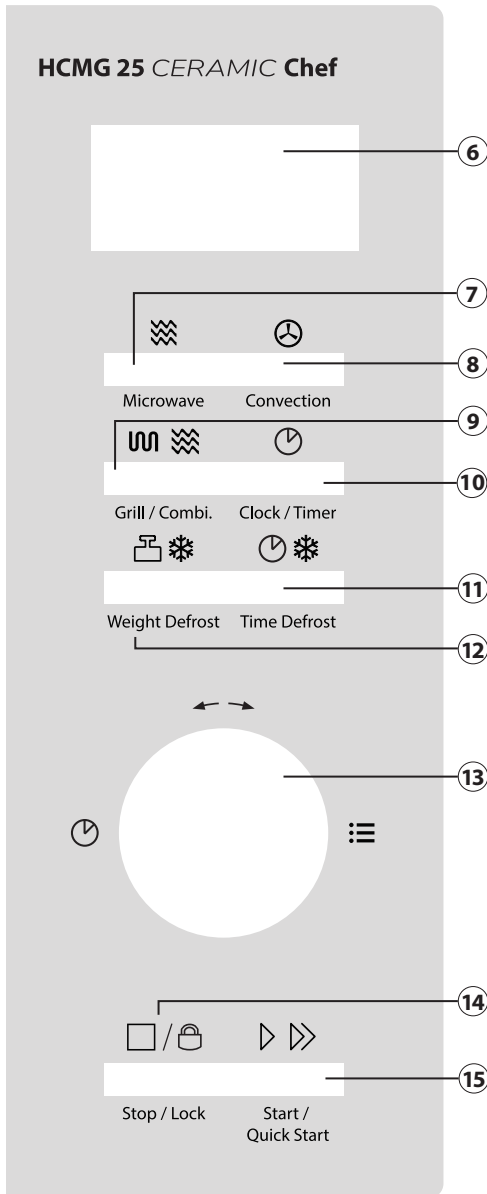 HCMG 25 CERAMIC Chef
6
7
8
Microwave Convection
9
10
Grill / Combi. Clock / Timer
11
Weight Defrost Time Defrost
12
13
14
/
15
Stop / Lock Start /
Quick Start